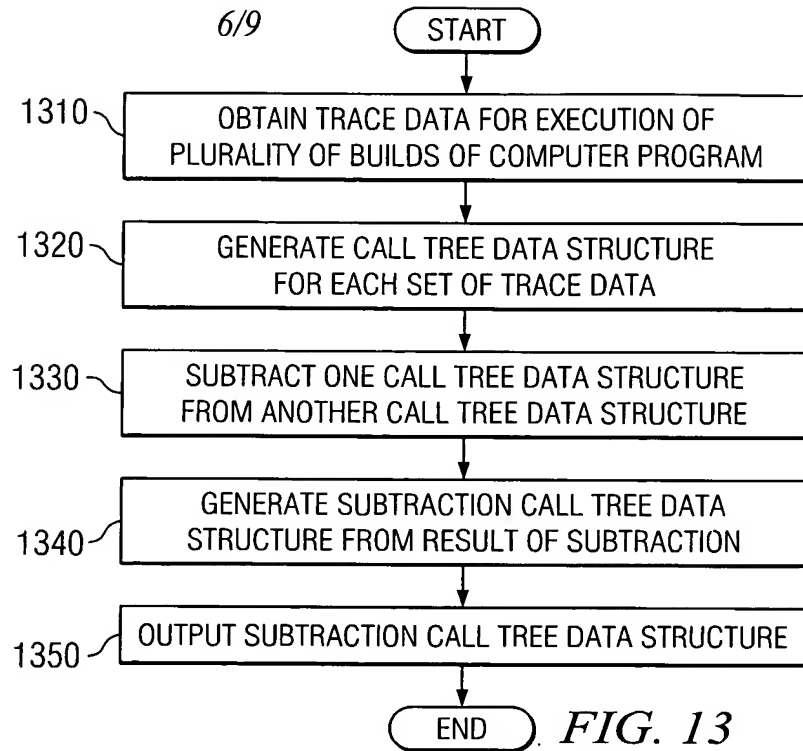 6/9
START
1310
OBTAIN TRACE DATA FOR EXECUTION OF
PLURALITY OF BUILDS OF COMPUTER PROGRAM
1320
GENERATE CALL TREE DATA STRUCTURE
FOR EACH SET OF TRACE DATA
1330
SUBTRACT ONE CALL TREE DATA STRUCTURE
FROM ANOTHER CALL TREE DATA STRUCTURE
1340
GENERATE SUBTRACTION CALL TREE DATA
STRUCTURE FROM RESULT OF SUBTRACTION
1350
OUTPUT SUBTRACTION CALL TREE DATA STRUCTURE
END
FIG. 13